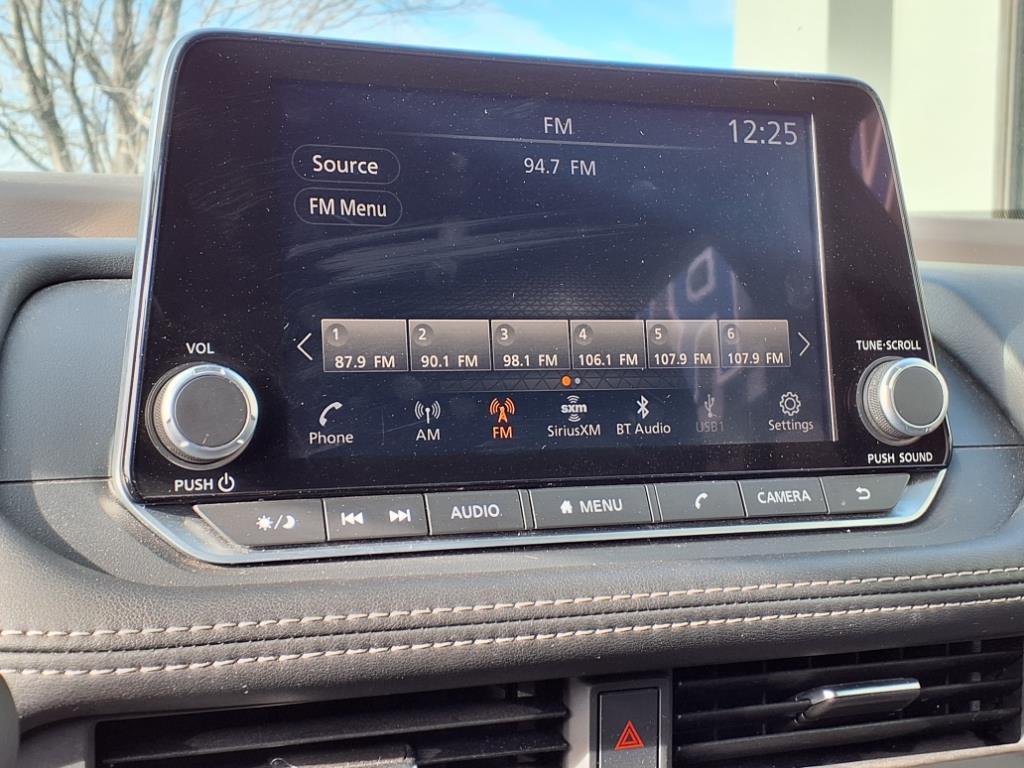 FM 12:25
Source 94.7 FM
FM Menu
1 2 3 4 5 6
87.9 FM 90.1 FM 98.1 FM 106.1 FM 107.9 FM 107.9 FM
VOL
TUNE·SCROLL
Phone AM FM sxm SiriusXM BT Audio USB1 Settings
PUSH
PUSH SOUND
AUDIO MENU CAMERA